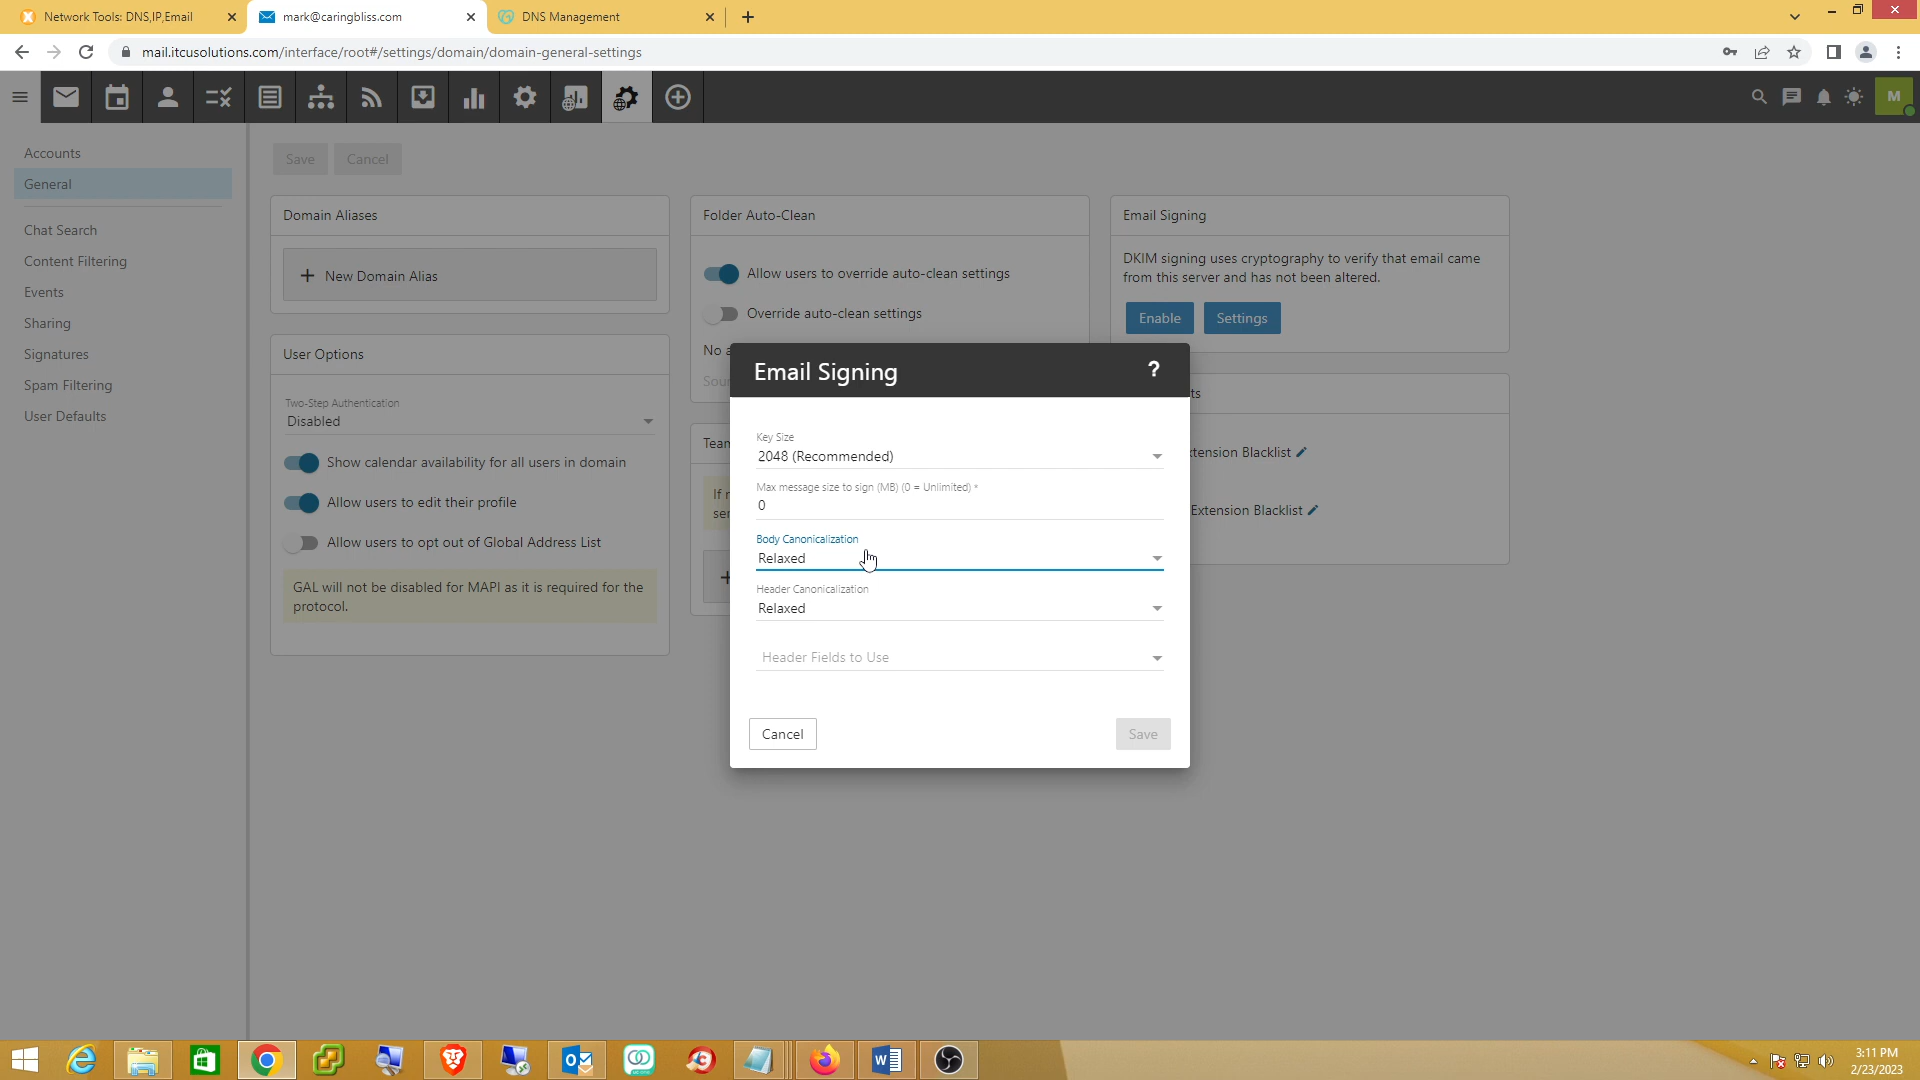 Network Tools: DNS,IP,Email
mark@caringbliss.com
DNS Management
mail.itcusolutions.com/interface/root#/settings/domain/domain-general-settings
M
Accounts
General
Chat Search
Content Filtering
Events
Sharing
Signatures
Spam Filtering
User Defaults
Save
Cancel
Domain Aliases
New Domain Alias
User Options
Two-Step Authentication
Disabled
Show calendar availability for all users in domain
Allow users to edit their profile
Allow users to opt out of Global Address List
GAL will not be disabled for MAPI as it is required for the
protocol.
Folder Auto-Clean
Allow users to override auto-clean settings
Override auto-clean settings
No a
Sour
Team
If r
ser
Email Signing
DKIM signing uses cryptography to verify that email came
from this server and has not been altered.
Enable
Settings
ts
tension Blacklist
Extension Blacklist
Email Signing
?
Key Size
2048 (Recommended)
Max message size to sign (MB) (0 = Unlimited) *
0
Body Canonicalization
Relaxed
Header Canonicalization
Relaxed
Header Fields to Use
Cancel
Save
3:11 PM
2/23/2023